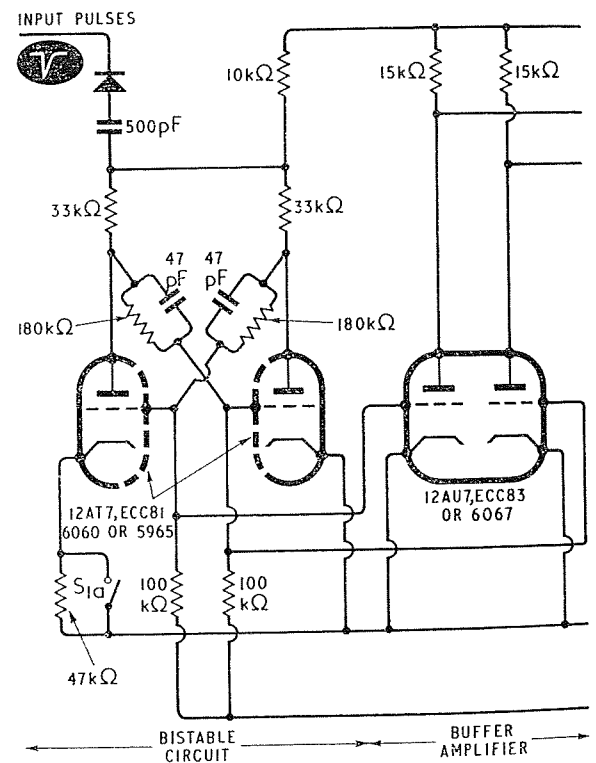 INPUT PULSES
10kΩ
15kΩ
15kΩ
500pF
33kΩ
33kΩ
47
pF
47
pF
180kΩ
180kΩ
12AT7,ECC81
6060 OR 5965
12AU7,ECC83
OR 6067
S1a
100
kΩ
100
kΩ
47kΩ
BISTABLE
CIRCUIT
BUFFER
AMPLIFIER